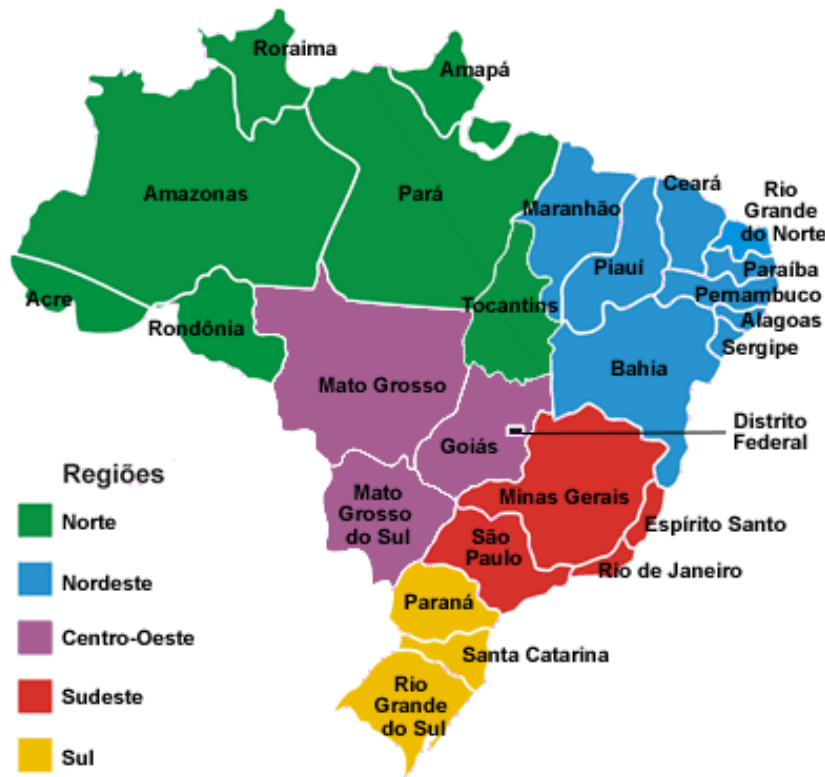 Roraima
Amapá
Amazonas
Pará
Maranhão
Ceará
Rio
Grande
do Norte
Piauí
Paraíba
Pernambuco
Alagoas
Sergipe
Acre
Rondônia
Tocantins
Bahia
Mato Grosso
Distrito
Federal
Goiás
Mato
Grosso
do Sul
Minas Gerais
Espírito Santo
São
Paulo
Rio de Janeiro
Paraná
Santa Catarina
Rio
Grande
do Sul
Regiões
Norte
Nordeste
Centro-Oeste
Sudeste
Sul